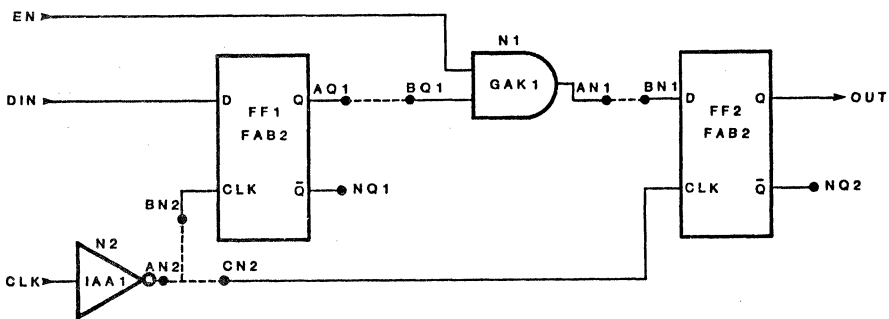 EN
N1
GAK1
DIN
D
Q
AQ1
BQ1
AN1
BN1
D
Q
OUT
FF1
FAB2
FF2
FAB2
CLK
Q̅
NQ1
CLK
Q̅
NQ2
BN2
N2
AN2
CN2
CLK
IAA1